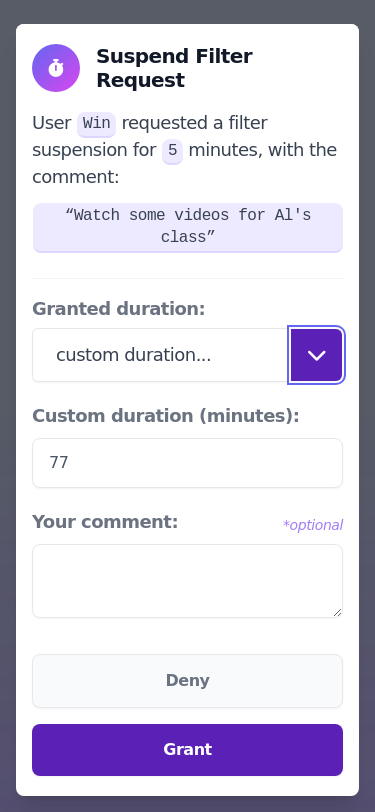 Suspend Filter
Request
User Win requested a filter
suspension for 5 minutes, with the
comment:
“Watch some videos for Al's
class”
Granted duration:
custom duration...
Custom duration (minutes):
77
Your comment:
*optional
Deny
Grant